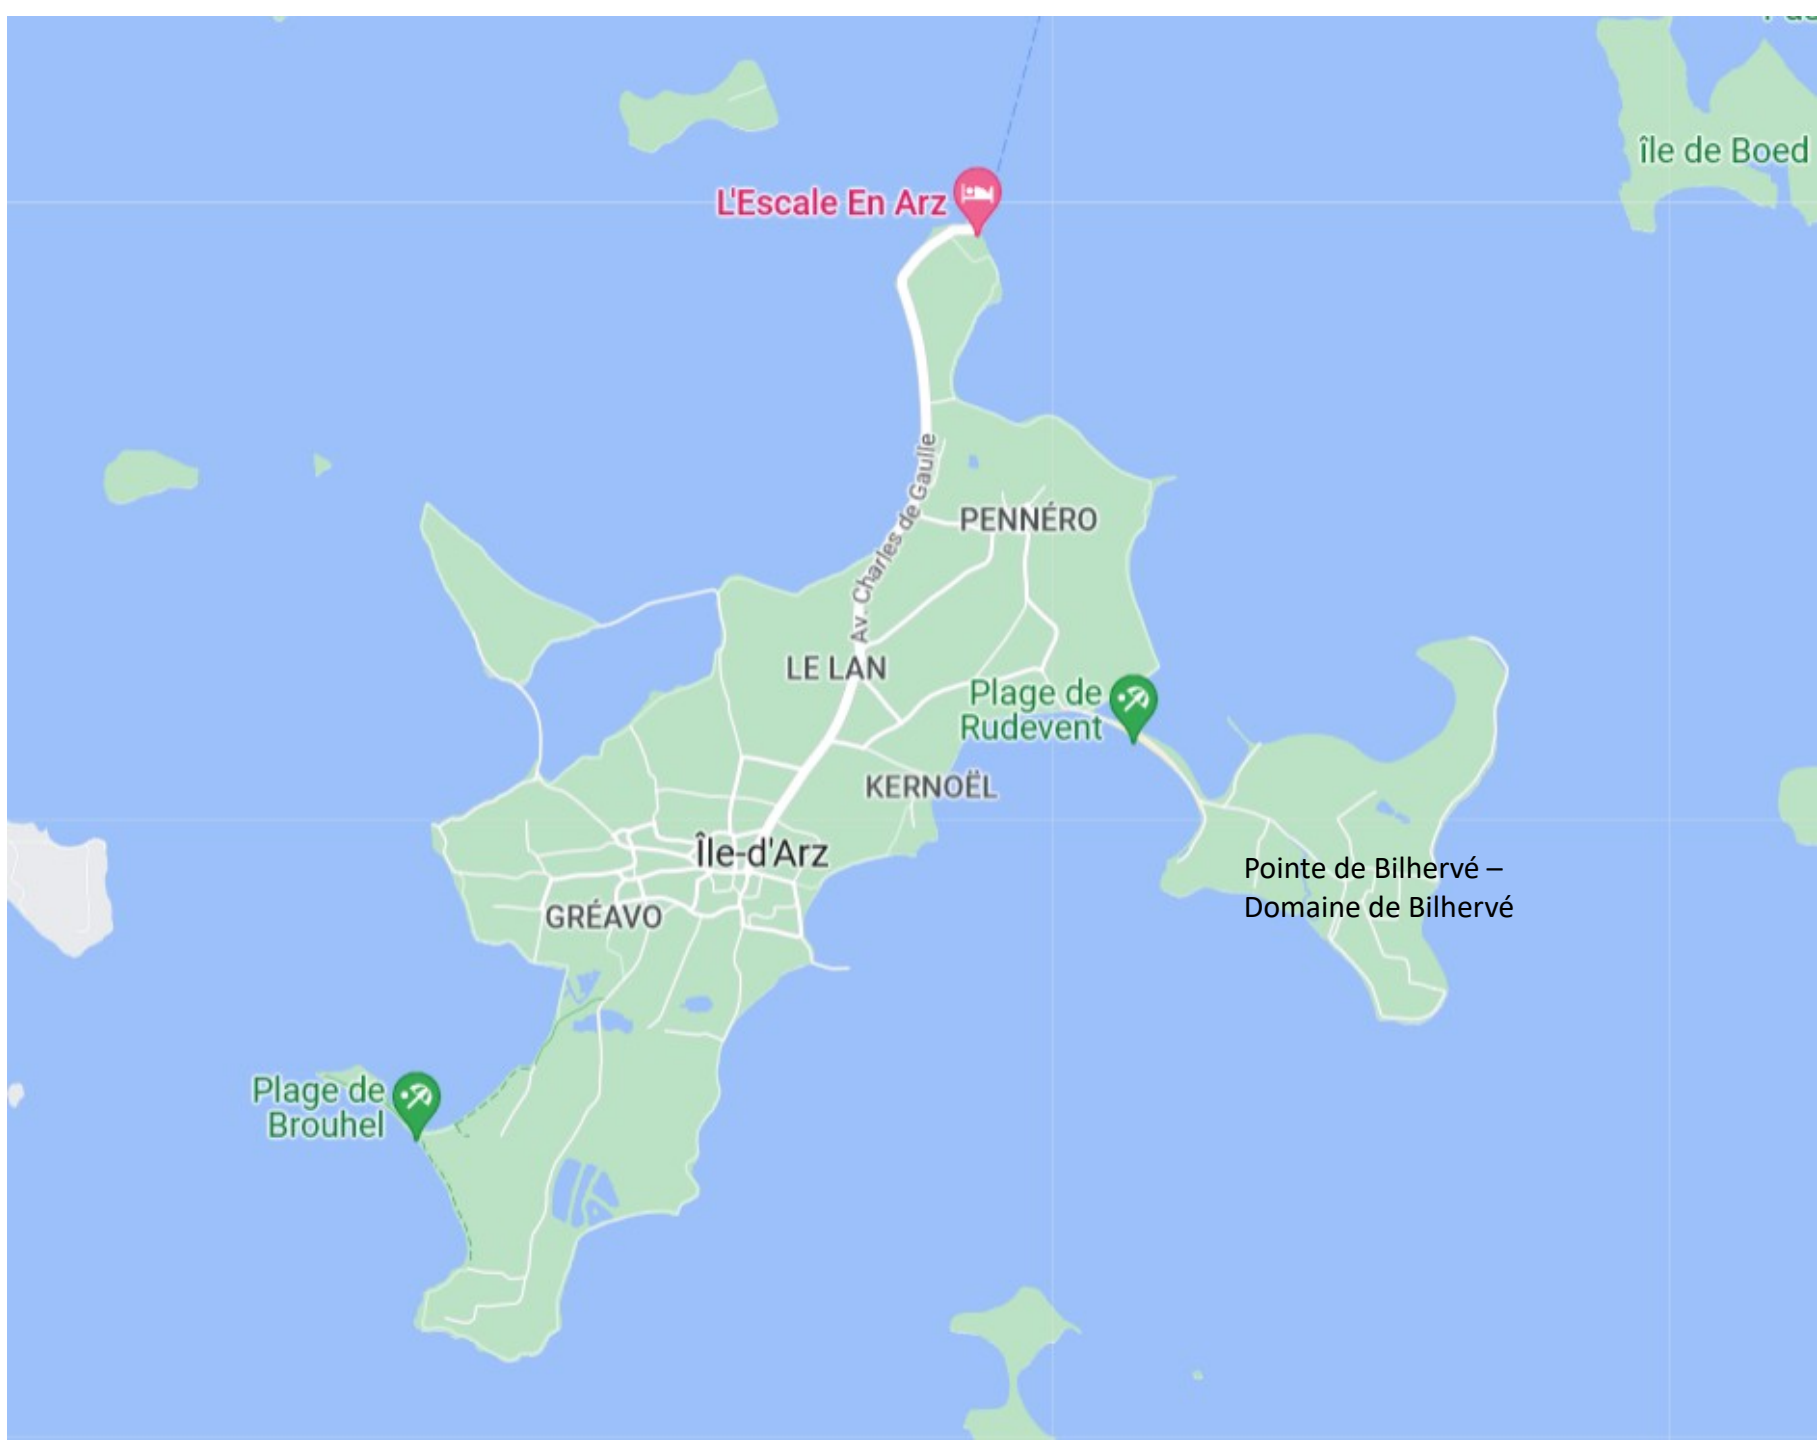 île de Boed
L'Escale En Arz
Av. Charles de Gaulle
PENNÉRO
LE LAN
Plage de
Rudevent
KERNOËL
Île-d'Arz
Pointe de Bilhervé –
Domaine de Bilhervé
GRÉAVO
Plage de
Brouhel